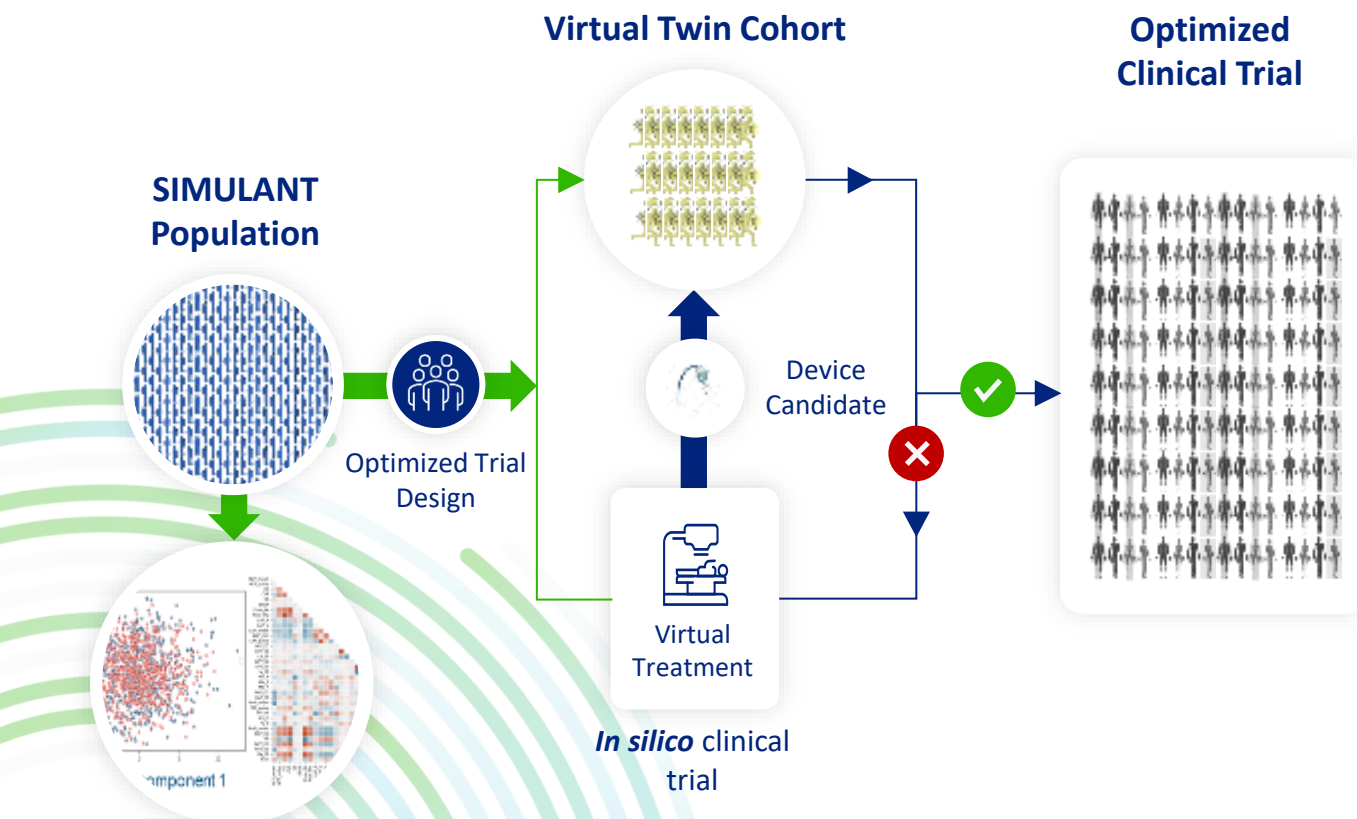 Virtual Twin Cohort
Optimized
Clinical Trial
SIMULANT
Population
Optimized Trial
Design
Device
Candidate
Virtual
Treatment
In silico clinical
trial
omponent 1